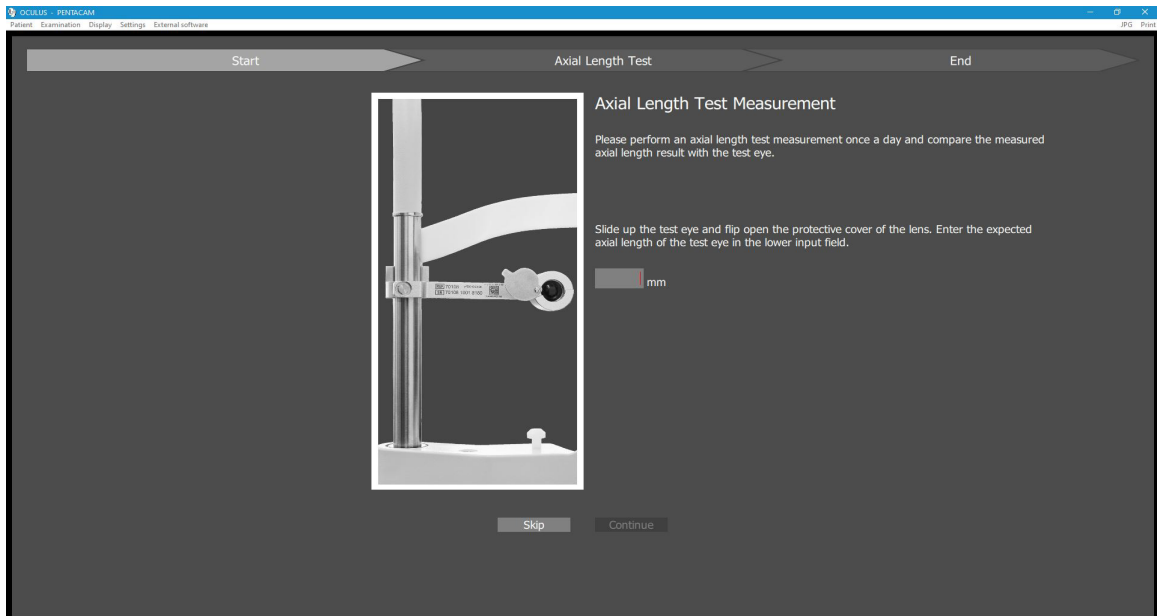 OCULUS - PENTACAM
Patient Examination Display Settings External software JPG Print
Start Axial Length Test End
Axial Length Test Measurement
Please perform an axial length test measurement once a day and compare the measured
axial length result with the test eye.
Slide up the test eye and flip open the protective cover of the lens. Enter the expected
axial length of the test eye in the lower input field.
mm
Skip Continue